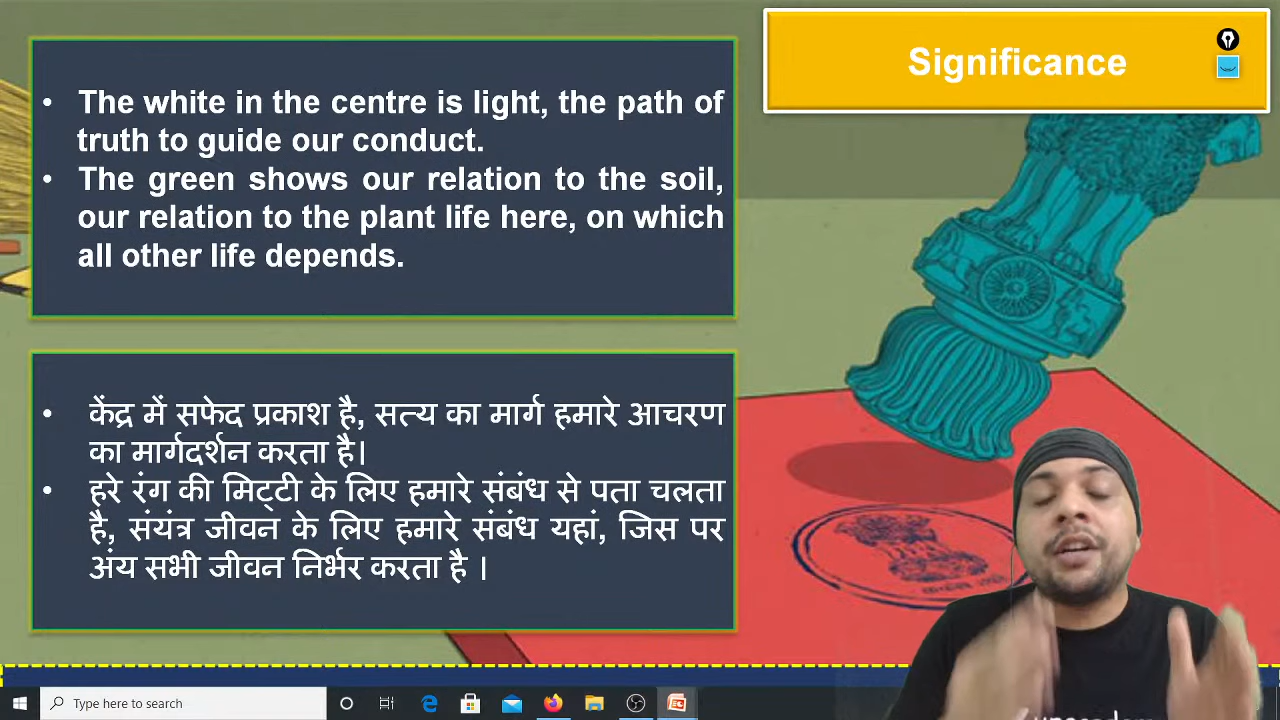 Significance
• The white in the centre is light, the path of
truth to guide our conduct.
• The green shows our relation to the soil,
our relation to the plant life here, on which
all other life depends.
• केंद्र में सफेद प्रकाश है, सत्य का मार्ग हमारे आचरण
का मार्गदर्शन करता है।
• हरे रंग की मिट्टी के लिए हमारे संबंध से पता चलता
है, संयंत्र जीवन के लिए हमारे संबंध यहां, जिस पर
अंय सभी जीवन निर्भर करता है ।
Type here to search